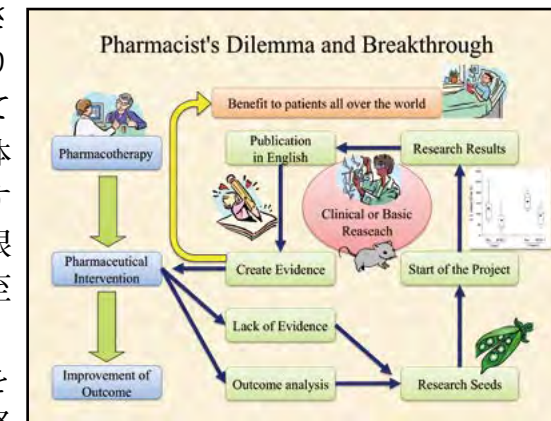 Pharmacist's Dilemma and Breakthrough
Benefit to patients all over the world
Pharmacotherapy
Publication
in English
Research Results
Clinical or Basic
Reaseach
Pharmaceutical
Intervention
Create Evidence
Start of the Project
Lack of Evidence
Improvement of
Outcome
Outcome analysis
Research Seeds